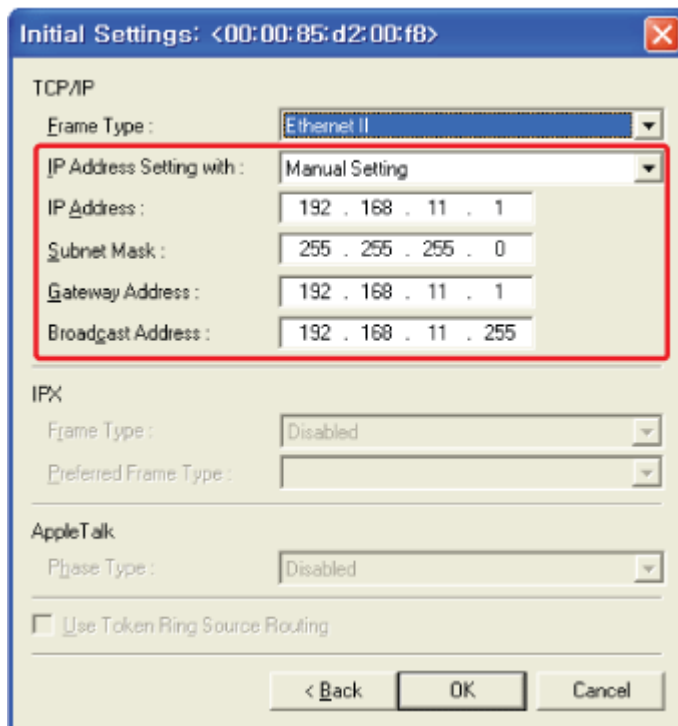 Initial Settings: <00:00:85:d2:00:f8>
TCP/IP
Frame Type : Ethernet II
IP Address Setting with : Manual Setting
IP Address : 192 . 168 . 11 . 1
Subnet Mask : 255 . 255 . 255 . 0
Gateway Address : 192 . 168 . 11 . 1
Broadcast Address : 192 . 168 . 11 . 255
IPX
Frame Type : Disabled
Preferred Frame Type :
AppleTalk
Phase Type : Disabled
Use Token Ring Source Routing
< Back OK Cancel